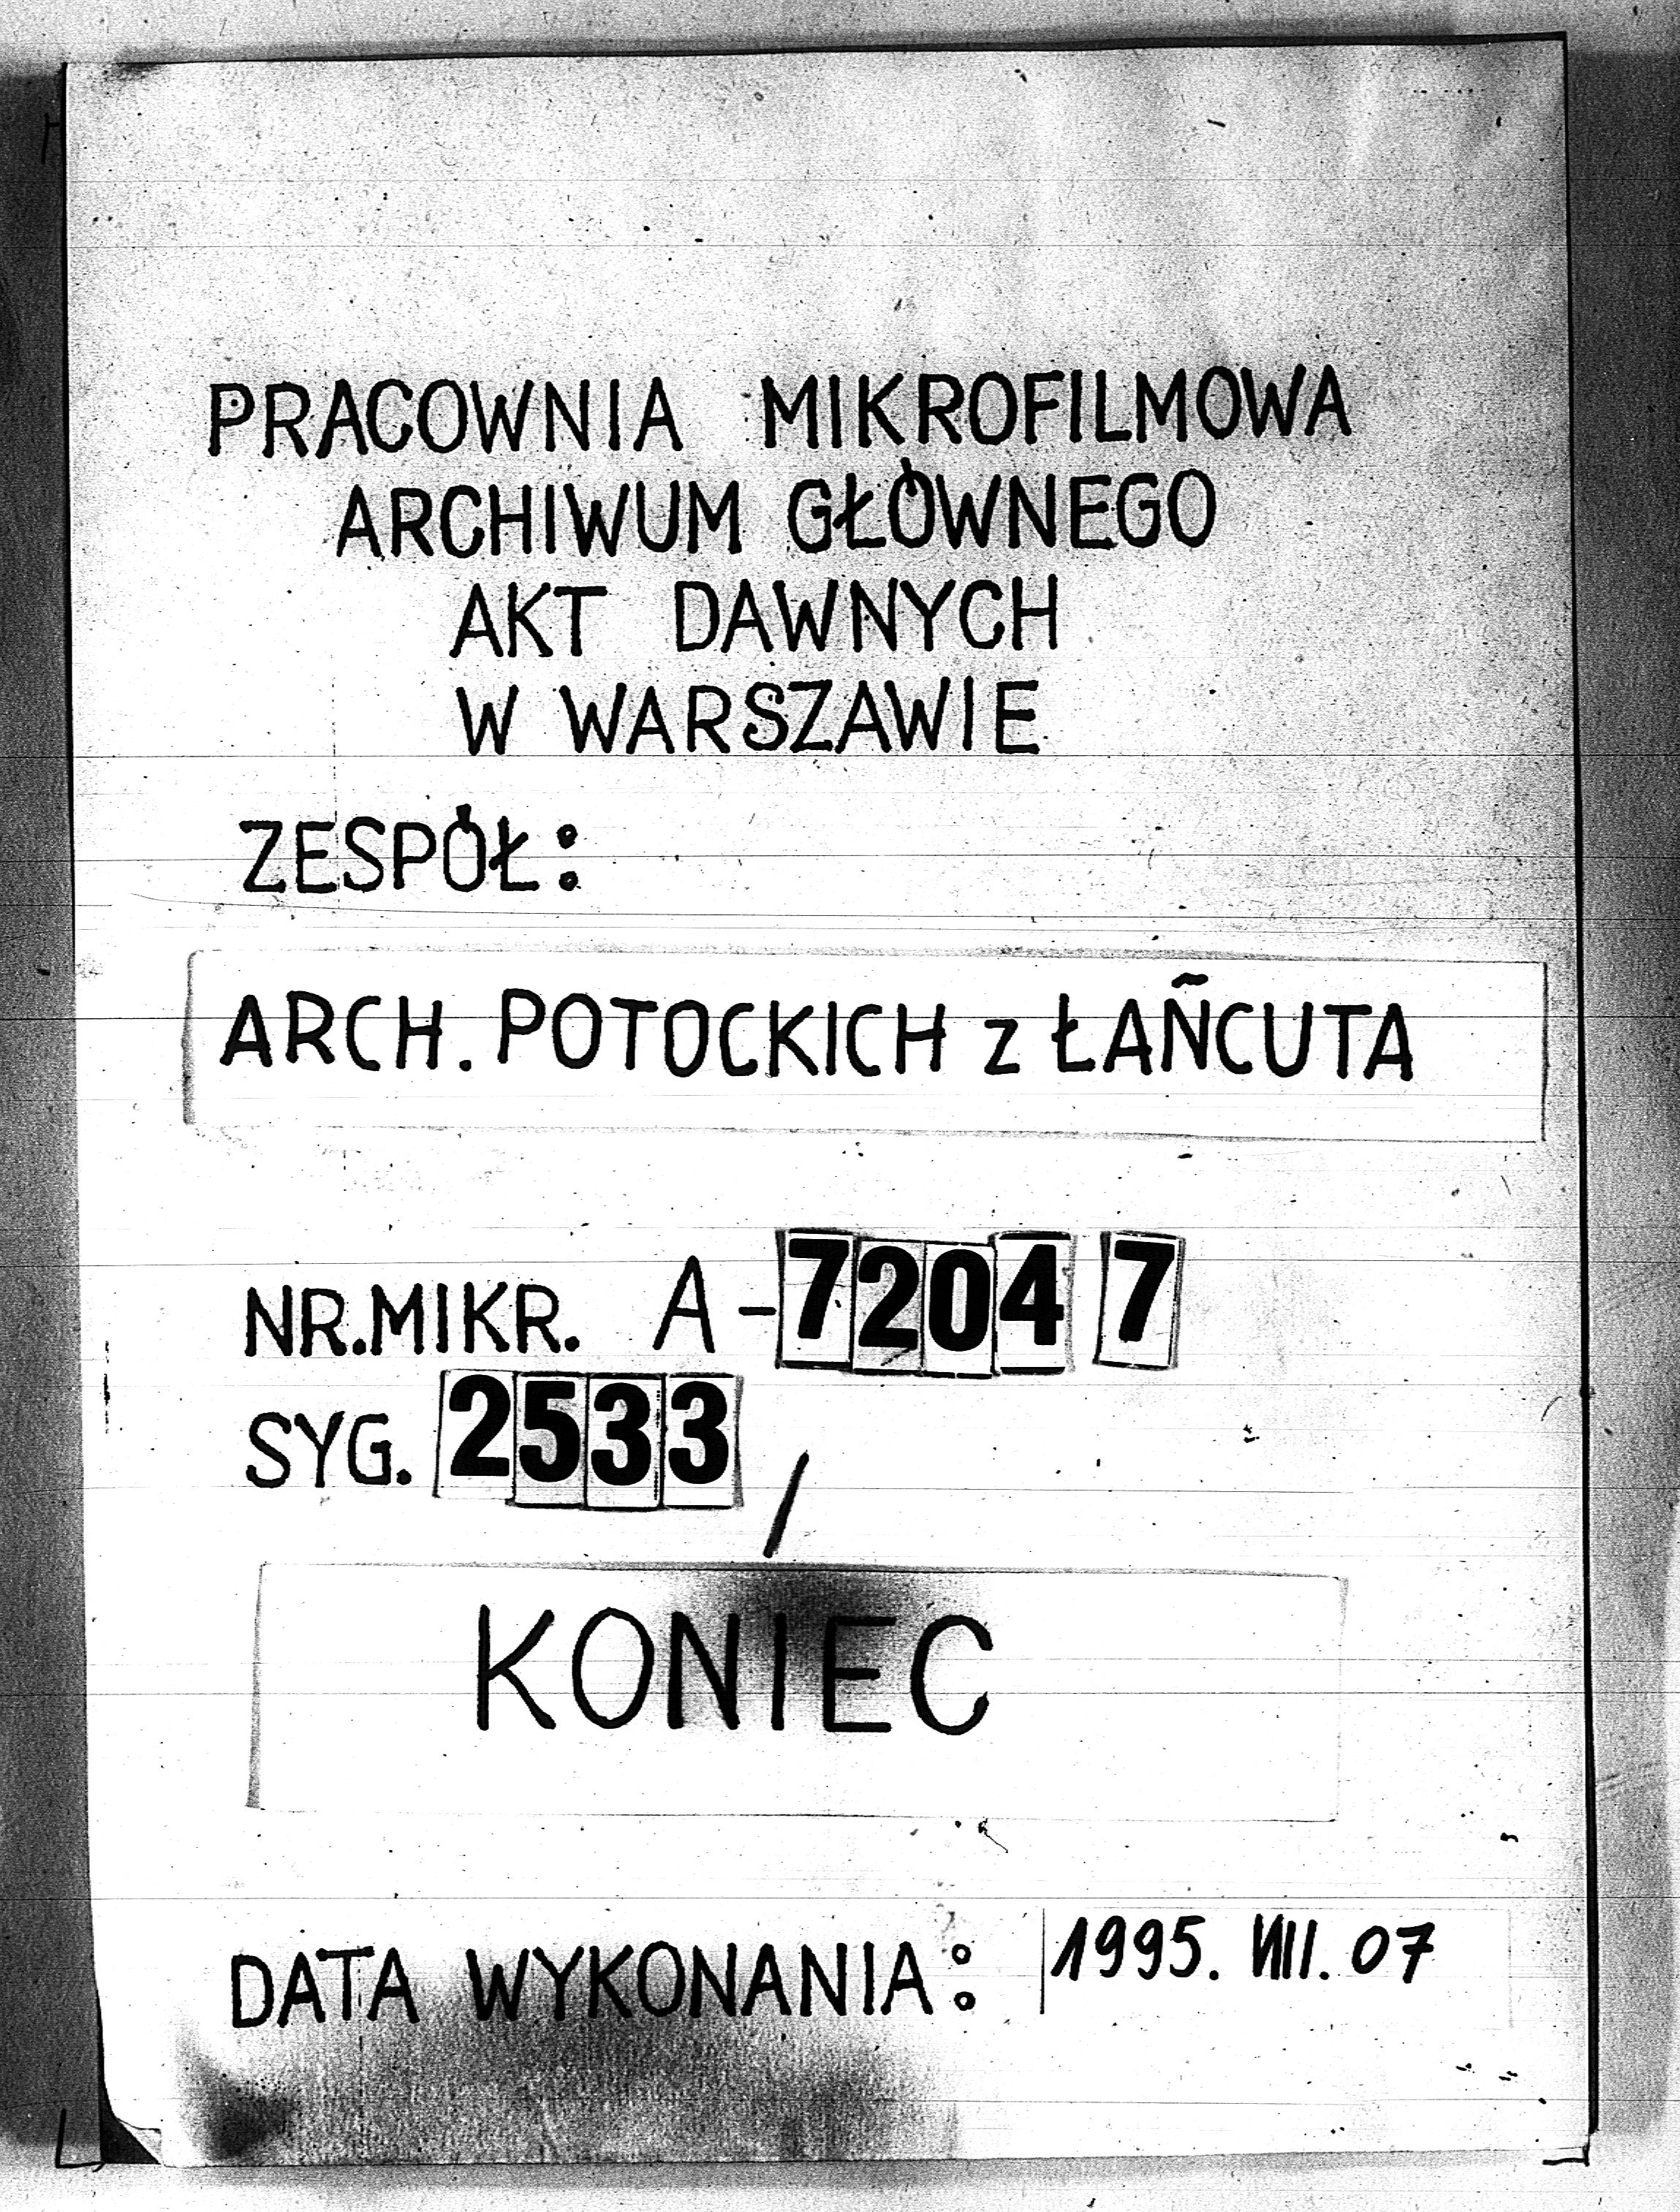 PRACOWNIA MIKROFILMOWA
ARCHIWUM GŁÓWNEGO
AKT DAWNYCH
W WARSZAWIE
ZESPÓŁ:
ARCH. POTOCKICH z ŁAŃCUTA
NR.MIKR. A-72047
SYG. 2533/
KONIEC
DATA WYKONANIA: 1995. VIII. 07